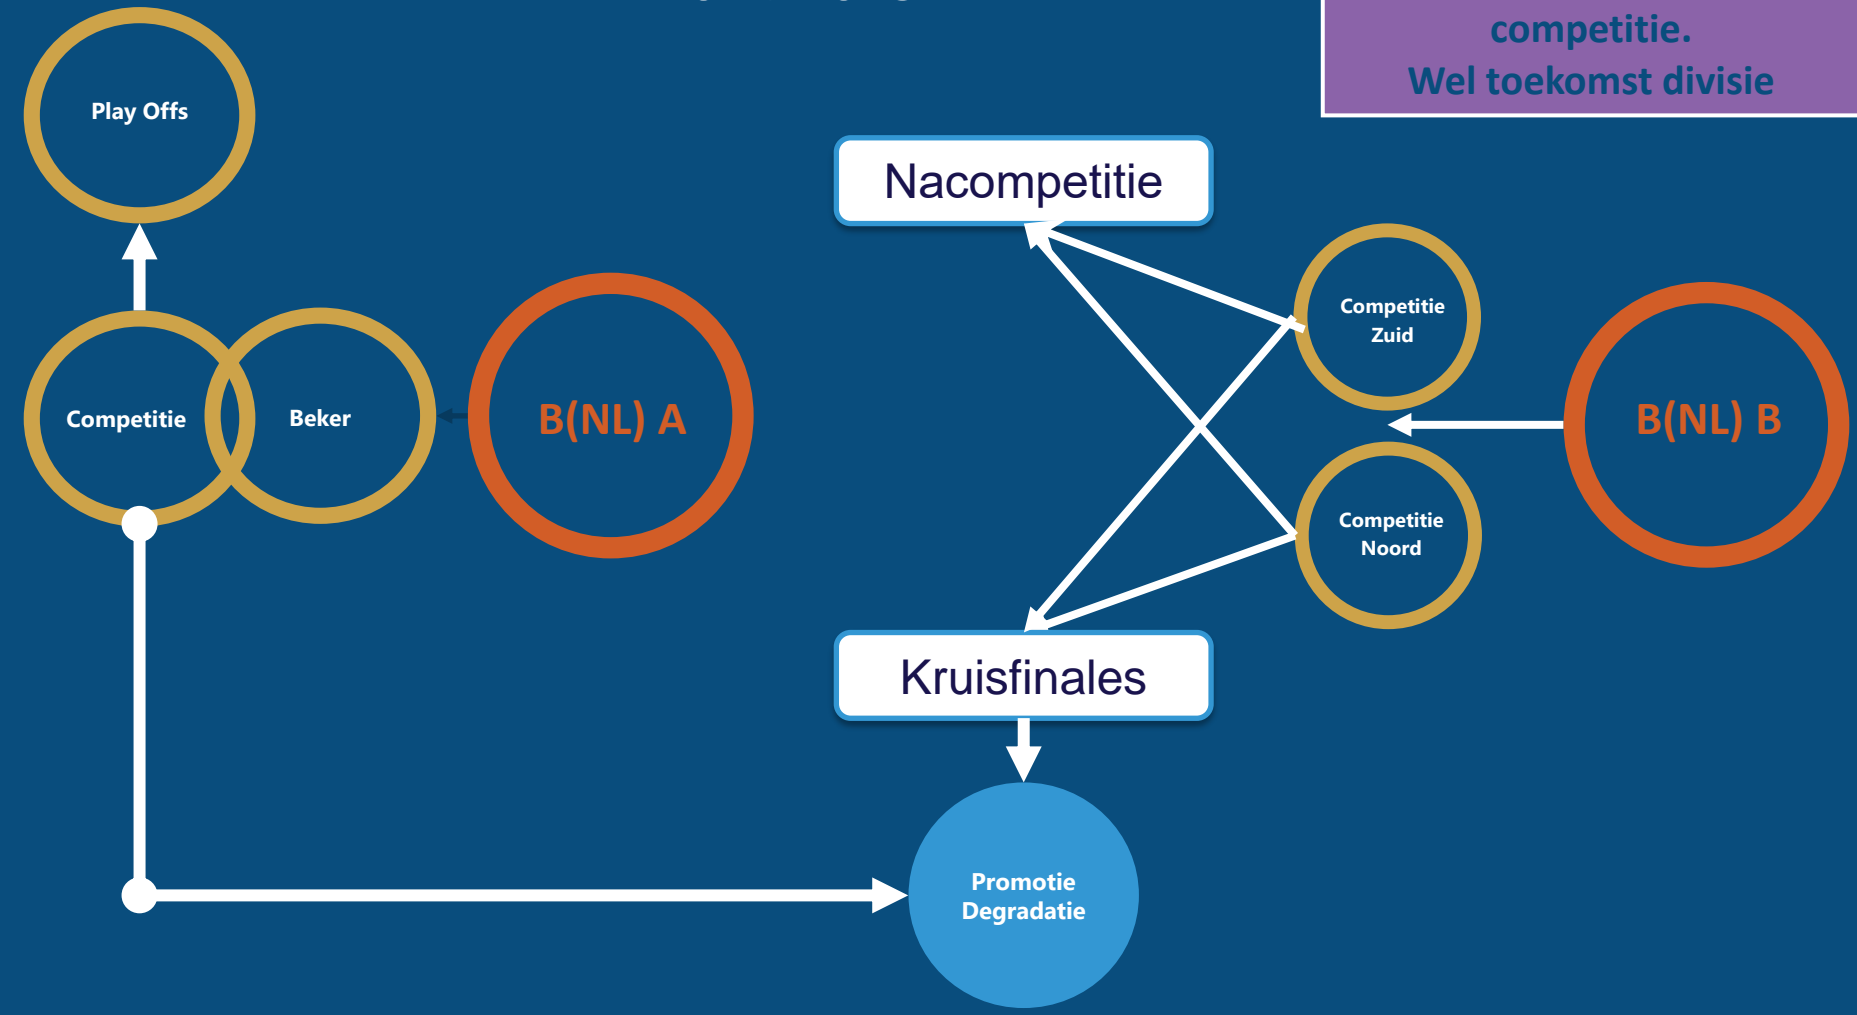 competitie.
Wel toekomst divisie
Play Offs
Nacompetitie
Competitie
Zuid
Competitie
Beker
B(NL) A
B(NL) B
Competitie
Noord
Kruisfinales
Promotie
Degradatie